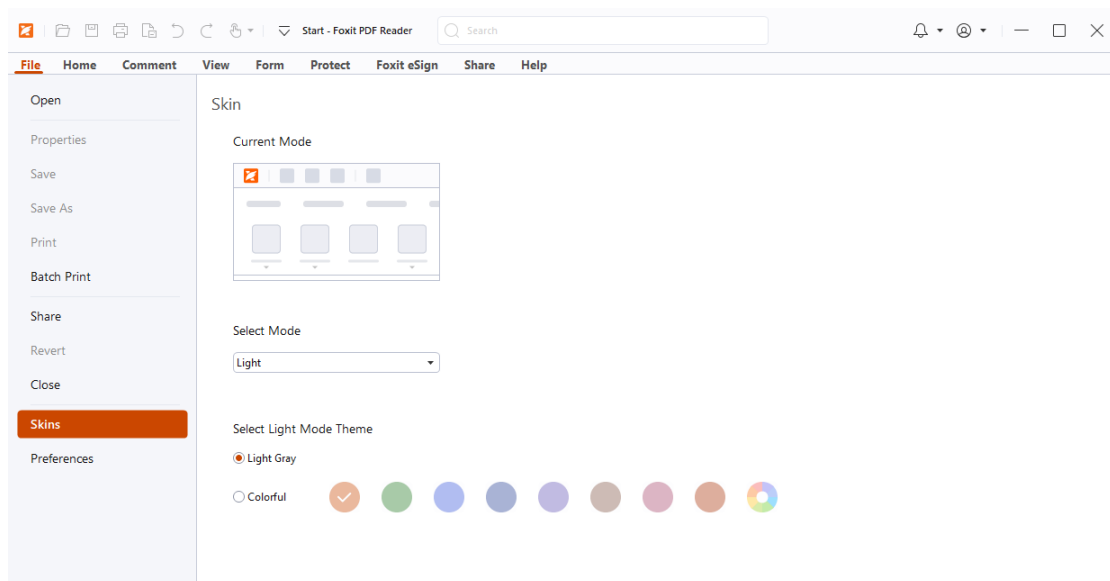 Start - Foxit PDF Reader
Search
File Home Comment View Form Protect Foxit eSign Share Help
Open
Properties
Save
Save As
Print
Batch Print
Share
Revert
Close
Skins
Preferences
Skin
Current Mode
Select Mode
Light
Select Light Mode Theme
Light Gray
Colorful